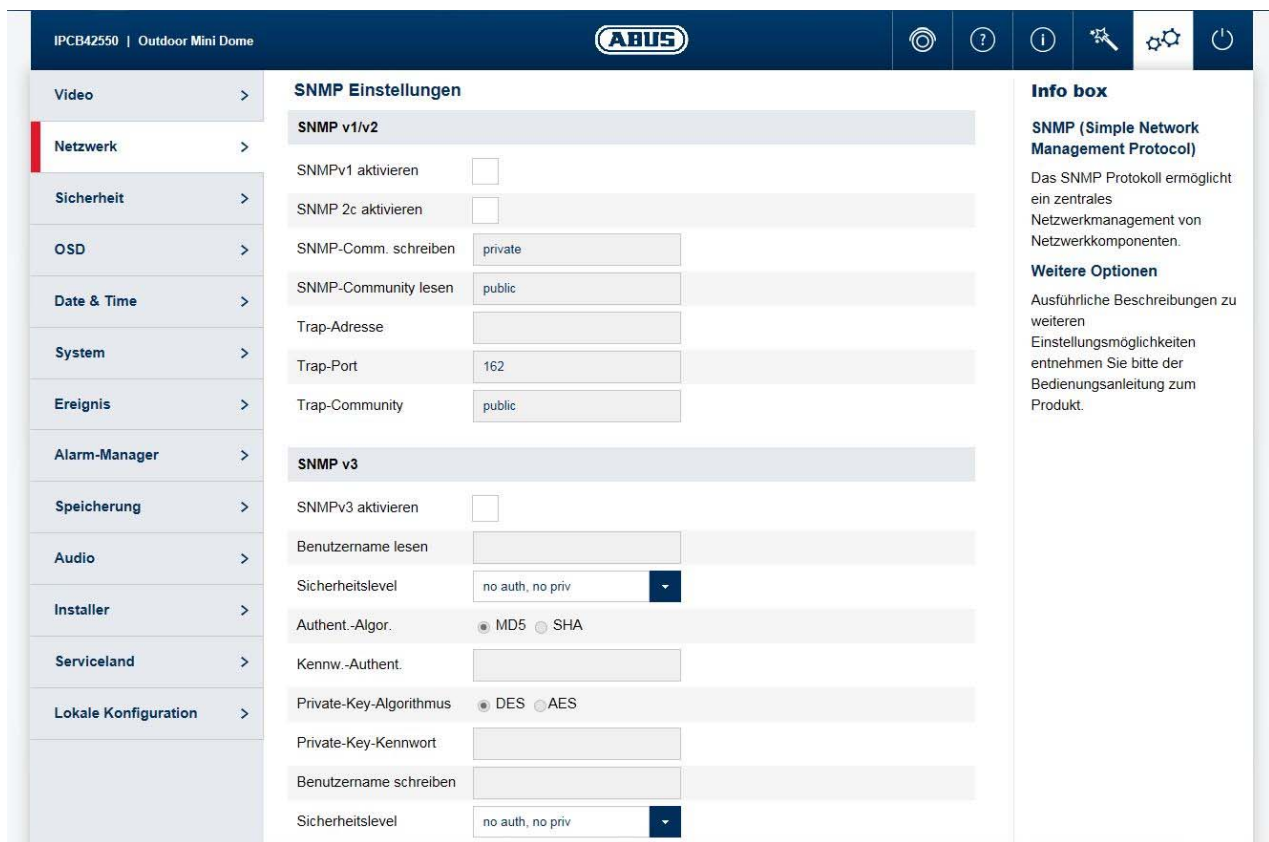 IPCB42550 | Outdoor Mini Dome
ABUS
Video
Netzwerk
Sicherheit
OSD
Date & Time
System
Ereignis
Alarm-Manager
Speicherung
Audio
Installer
Serviceland
Lokale Konfiguration
SNMP Einstellungen
SNMP v1/v2
SNMPv1 aktivieren
SNMP 2c aktivieren
SNMP-Comm. schreiben private
SNMP-Community lesen public
Trap-Adresse
Trap-Port 162
Trap-Community public
SNMP v3
SNMPv3 aktivieren
Benutzername lesen
Sicherheitslevel no auth, no priv
Authent.-Algor. MD5 SHA
Kennw.-Authent.
Private-Key-Algorithmus DES AES
Private-Key-Kennwort
Benutzername schreiben
Sicherheitslevel no auth, no priv
Info box
SNMP (Simple Network
Management Protocol)
Das SNMP Protokoll ermöglicht
ein zentrales
Netzwerkmanagement von
Netzwerkkomponenten.
Weitere Optionen
Ausführliche Beschreibungen zu
weiteren
Einstellungsmöglichkeiten
entnehmen Sie bitte der
Bedienungsanleitung zum
Produkt.